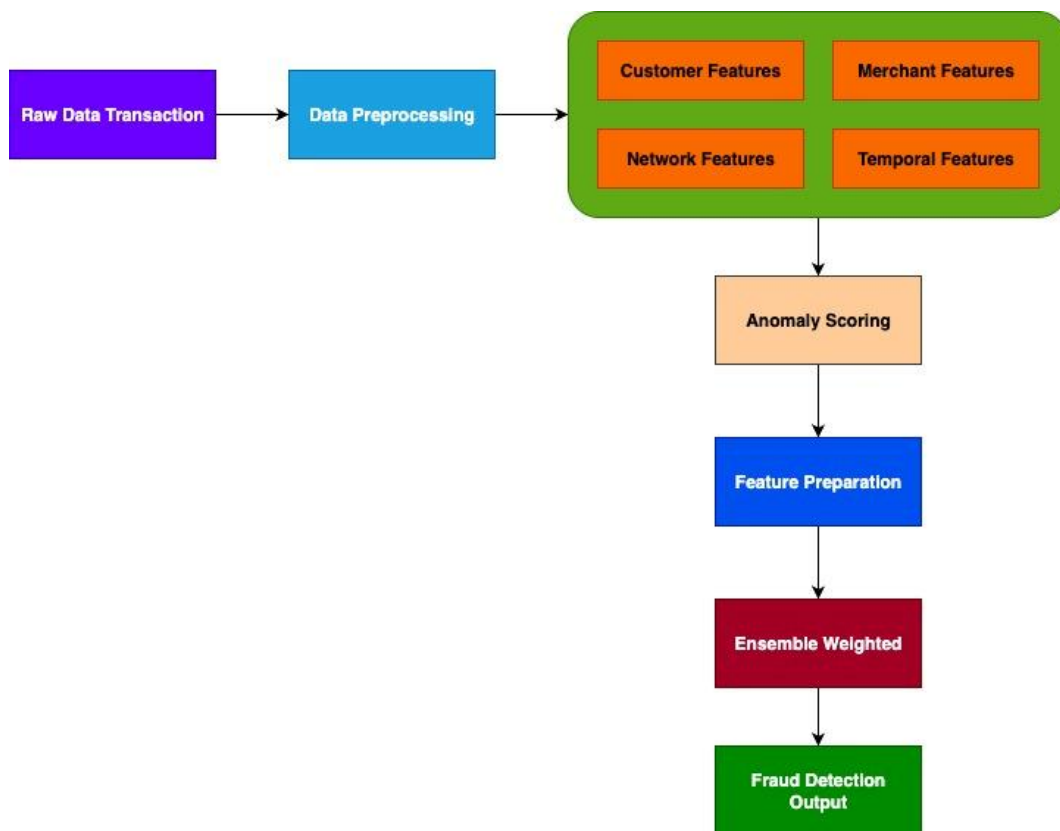 Raw Data Transaction
Data Preprocessing
Customer Features
Merchant Features
Network Features
Temporal Features
Anomaly Scoring
Feature Preparation
Ensemble Weighted
Fraud Detection
Output